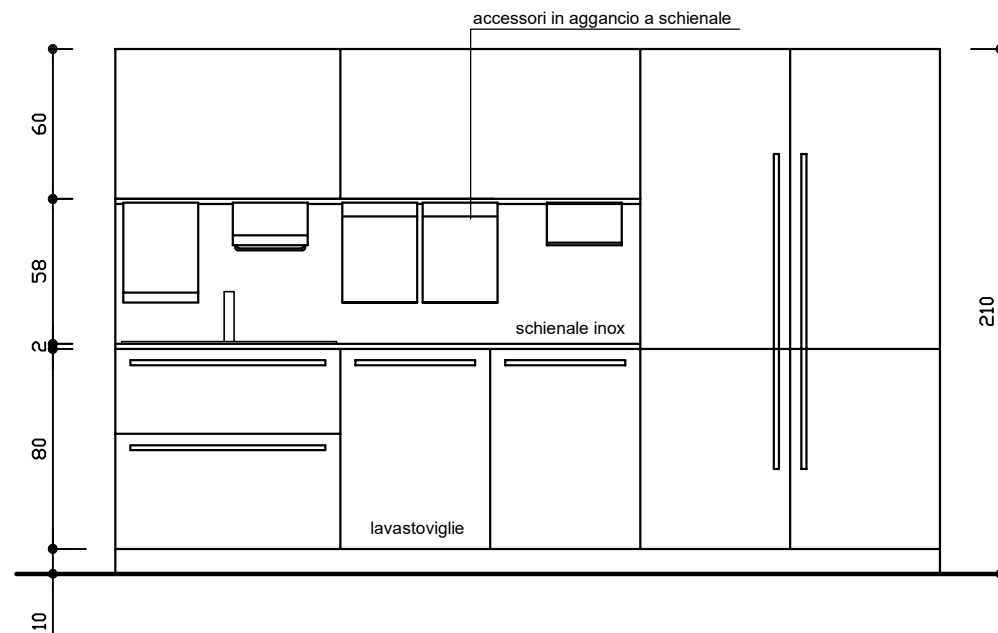 accessori in aggancio a schienale
60
58
schienale inox
210
2
80
lavastoviglie
10